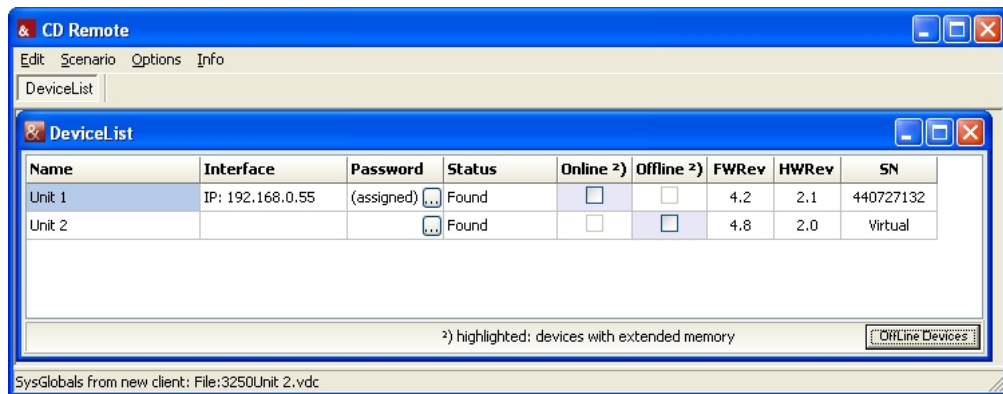 & CD Remote
Edit Scenario Options Info
DeviceList
& DeviceList
Name Interface Password Status Online ²) Offline ²) FWRev HWRev SN
Unit 1 IP: 192.168.0.55 (assigned) ... Found 4.2 2.1 440727132
Unit 2 ... Found 4.8 2.0 Virtual
²) highlighted: devices with extended memory OffLine Devices
SysGlobals from new client: File:3250Unit 2.vdc